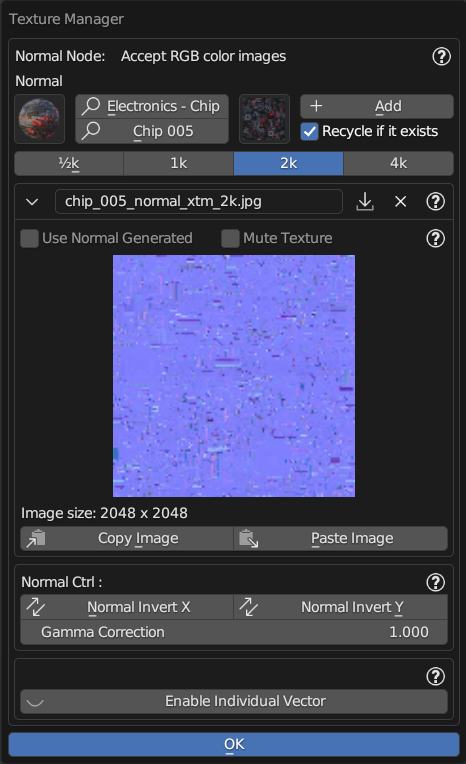 Texture Manager
Normal Node: Accept RGB color images
Normal
Electronics - Chip
Add
Chip 005
Recycle if it exists
½k 1k 2k 4k
chip_005_normal_xtm_2k.jpg
Use Normal Generated Mute Texture
Image size: 2048 x 2048
Copy Image Paste Image
Normal Ctrl :
Normal Invert X Normal Invert Y
Gamma Correction 1.000
Enable Individual Vector
OK